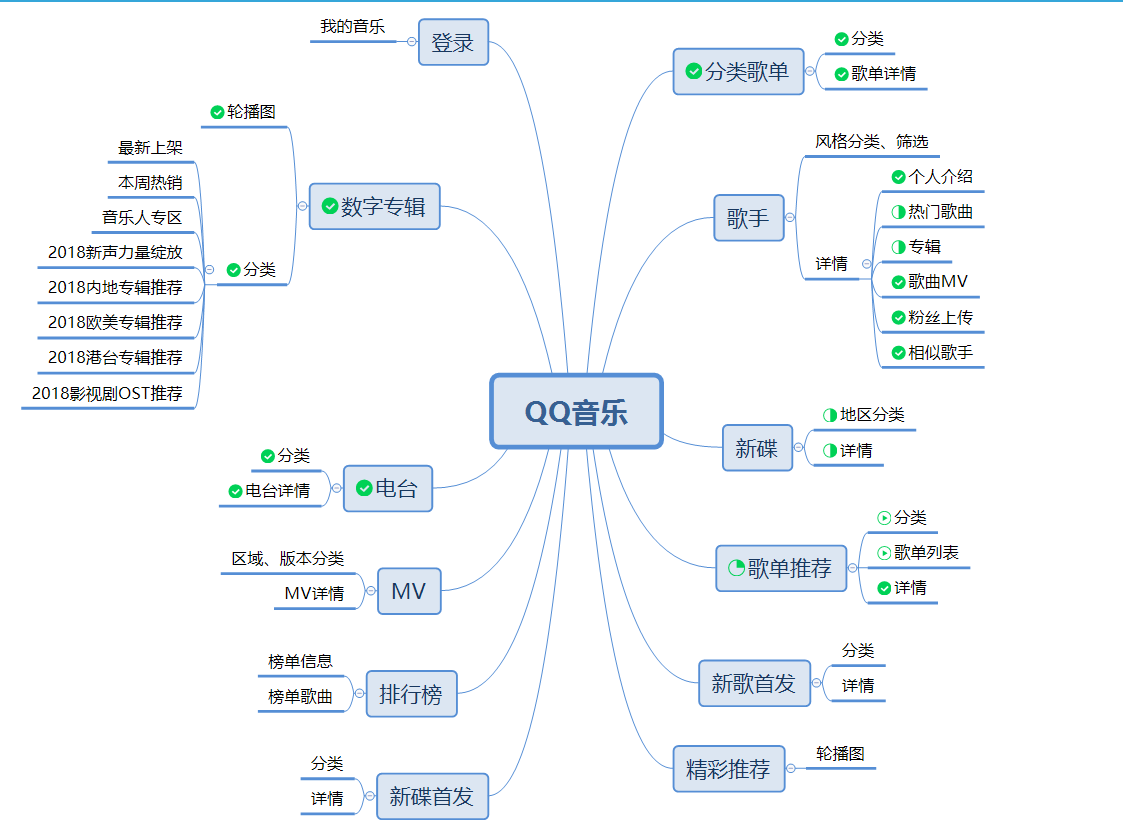 QQ音乐
分类歌单
分类
歌单详情
歌手
风格分类、筛选
详情
个人介绍
热门歌曲
专辑
歌曲MV
粉丝上传
相似歌手
新碟
地区分类
详情
歌单推荐
分类
歌单列表
详情
新歌首发
分类
详情
精彩推荐
轮播图
登录
我的音乐
数字专辑
轮播图
分类
最新上架
本周热销
音乐人专区
2018新声力量绽放
2018内地专辑推荐
2018欧美专辑推荐
2018港台专辑推荐
2018影视剧OST推荐
电台
分类
电台详情
MV
区域、版本分类
MV详情
排行榜
榜单信息
榜单歌曲
新碟首发
分类
详情